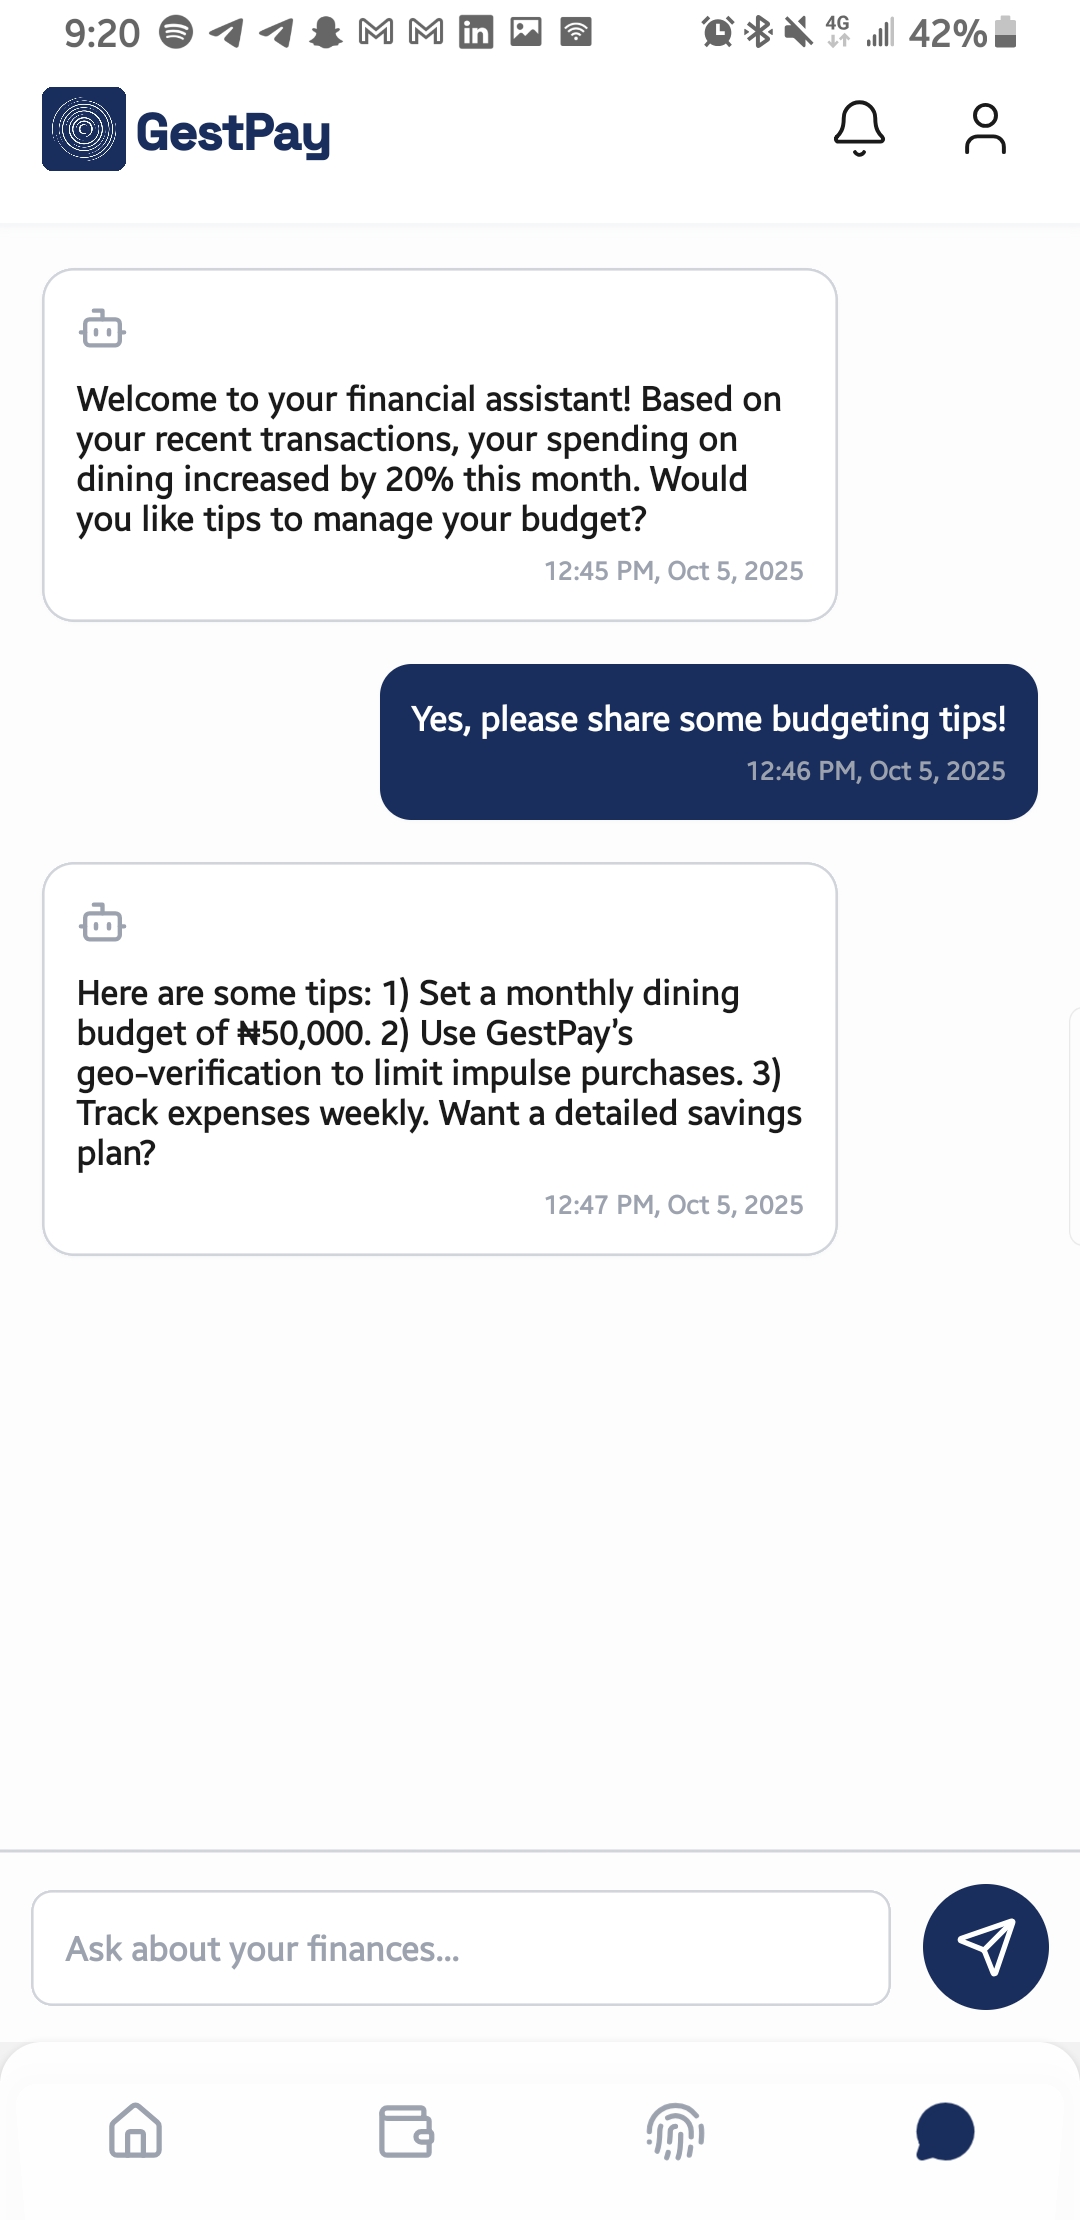 9:20
4G
42%
GestPay
Welcome to your financial assistant! Based on
your recent transactions, your spending on
dining increased by 20% this month. Would
you like tips to manage your budget?
12:45 PM, Oct 5, 2025
Yes, please share some budgeting tips!
12:46 PM, Oct 5, 2025
Here are some tips: 1) Set a monthly dining
budget of ₦50,000. 2) Use GestPay’s
geo-verification to limit impulse purchases. 3)
Track expenses weekly. Want a detailed savings
plan?
12:47 PM, Oct 5, 2025
Ask about your finances...